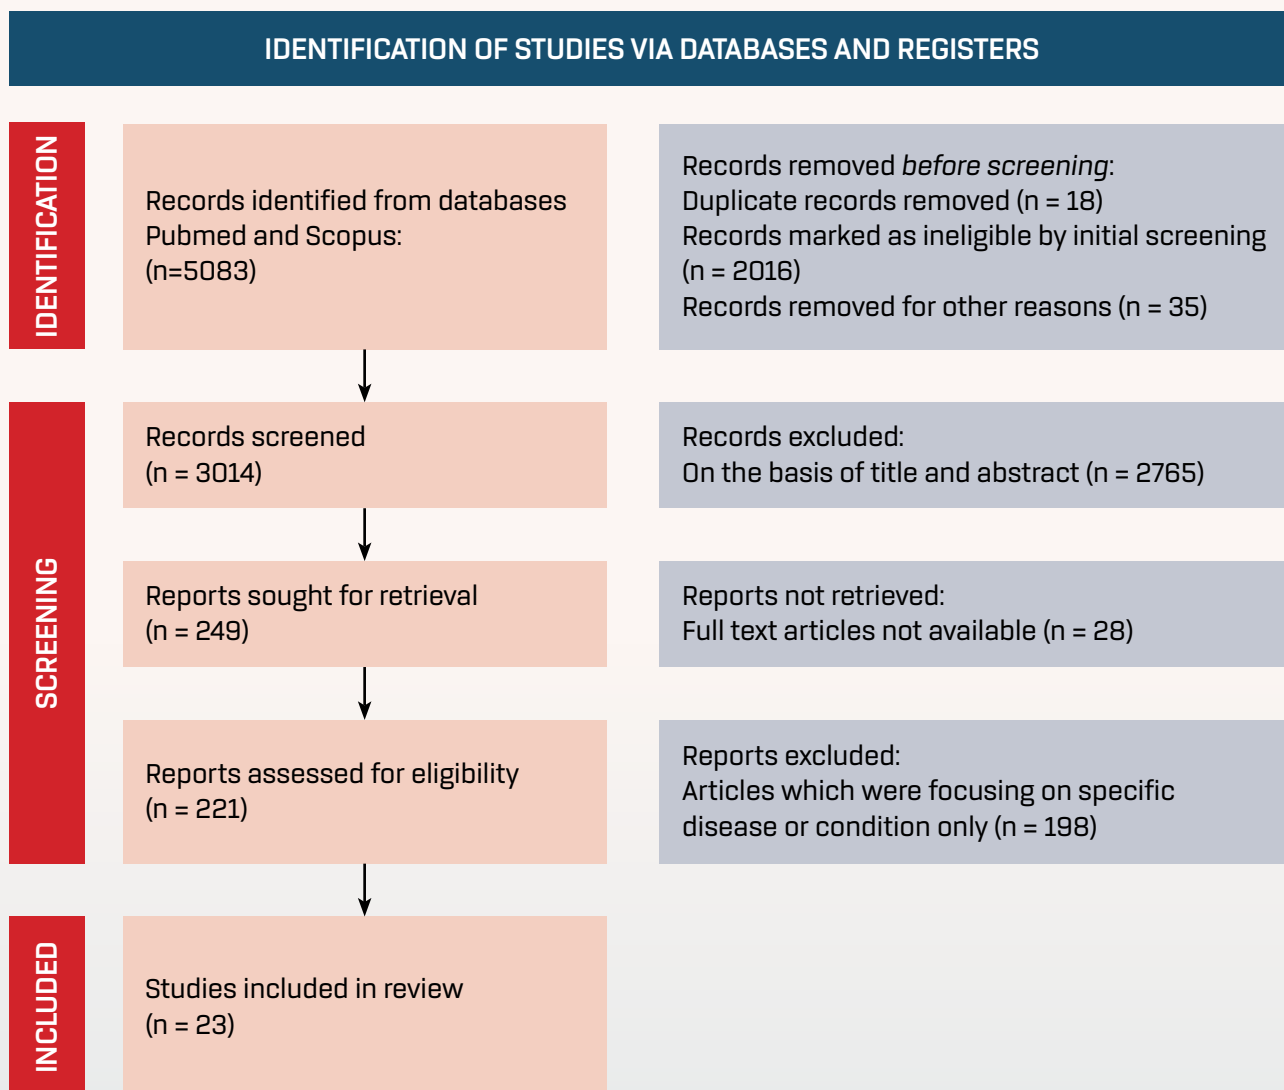 IDENTIFICATION OF STUDIES VIA DATABASES AND REGISTERS
IDENTIFICATION
Records identified from databases
Pubmed and Scopus:
(n=5083)
Records removed before screening:
Duplicate records removed (n = 18)
Records marked as ineligible by initial screening
(n = 2016)
Records removed for other reasons (n = 35)
SCREENING
Records screened
(n = 3014)
Records excluded:
On the basis of title and abstract (n = 2765)
Reports sought for retrieval
(n = 249)
Reports not retrieved:
Full text articles not available (n = 28)
Reports assessed for eligibility
(n = 221)
Reports excluded:
Articles which were focusing on specific
disease or condition only (n = 198)
INCLUDED
Studies included in review
(n = 23)